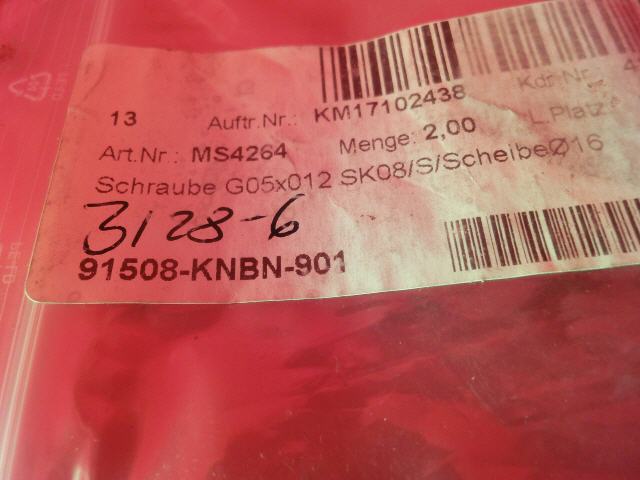 13 Auftr.Nr.: KM17102438 Kdr Nr.
Art.Nr.: MS4264 Menge: 2,00 L.Platz
Schraube G05x012 SK08/S/ScheibeØ16
3128-6
91508-KNBN-901